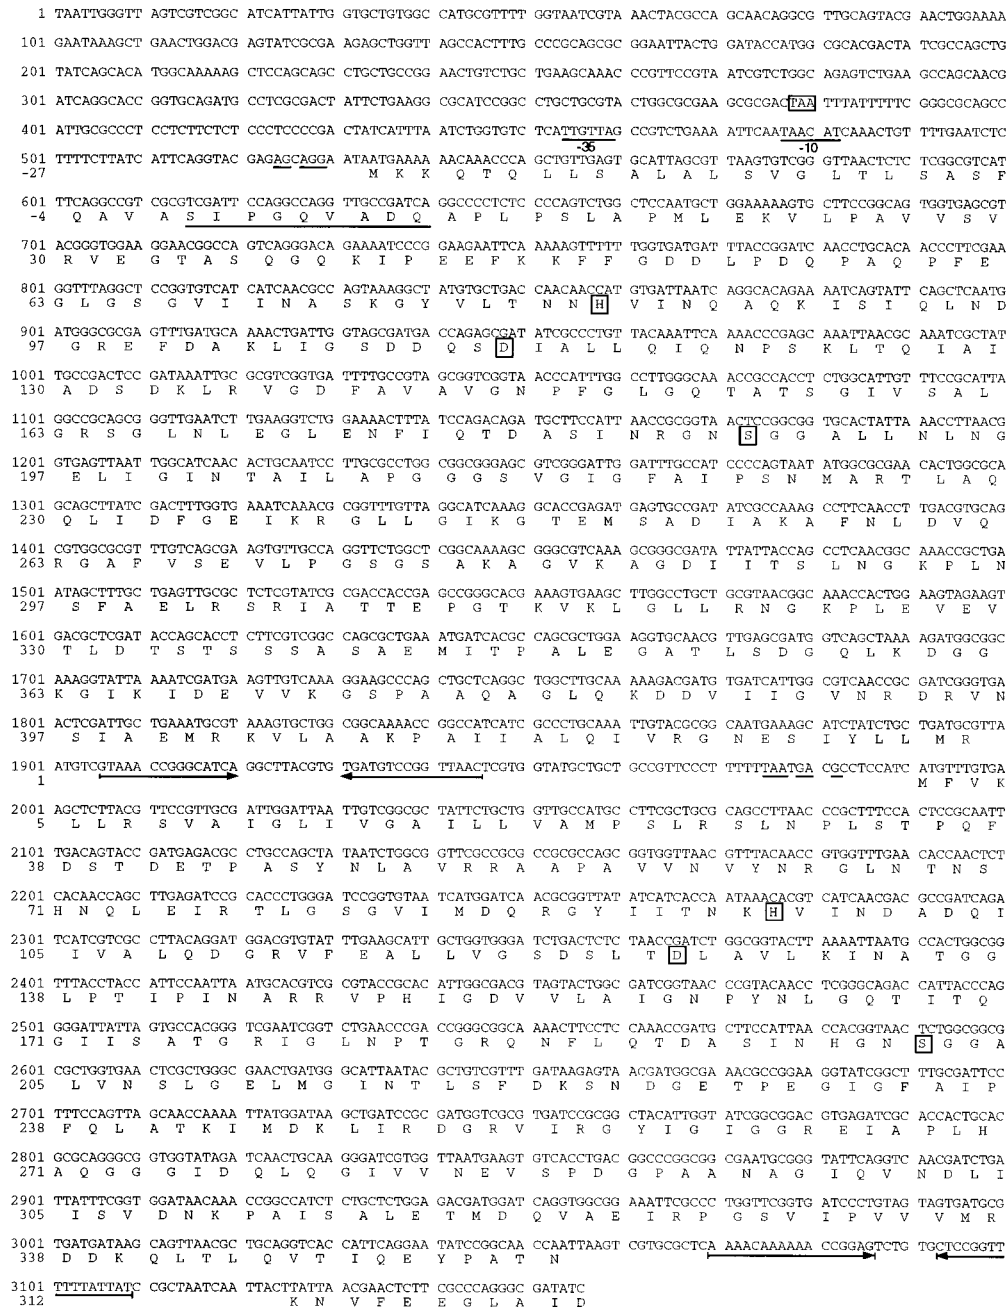 1 TAATTGGGTT AGTCGTCGGC ATCATTATTG GTGCTGTGGC CATGCGTTTT GGTAATCGTA AACTACGCCA GCAACAGGCG TTGCAGTACG AACTGGAAAA
101 GAATAAAGCT GAACTGGACG AGTATCGCGA AGAGCTGGTT AGCCACTTTG CCCGCAGCGC GGAATTACTG GATACCATGG CGCACGACTA TCGCCAGCTG
201 TATCAGCACA TGGCAAAAAG CTCCAGCAGC CTGCTGCCGG AACTGTCTGC TGAAGCAAAC CCGTTCCGTA ATCGTCTGGC AGAGTCTGAA GCCAGCAACG
301 ATCAGGCACC GGTGCAGATG CCTCGCGACT ATTCTGAAGG CGCATCCGGC CTGCTGCGTA CTGGCGCGAA GCGCGACTAA TTTATTTTTC GGGCGCAGCC
401 ATTGCGCCCT CCTCTTCTCT CCCTCCCCGA CTATCATTTA ATCTGGTGTC TCATTGTTAG CCGTCTGAAA ATTCAATAAC ATCAAACTGT TTTGAATCTC
-35 -10
501 TTTTCTTATC ATTCAGGTAC GAGAGCAGGA ATAATGAAAA AACAAACCCA GCTGTTGAGT GCATTAGCGT TAAGTGTCGG GTTAACTCTC TCGGCGTCAT
-27 M K K Q T Q L L S A L A L S V G L T L S A S F
601 TTCAGGCCGT CGCGTCGATT CCAGGCCAGG TTGCCGATCA GGCCCCTCTC CCCAGTCTGG CTCCAATGCT GGAAAAAGTG CTTCCGGCAG TGGTGAGCGT
-4 Q A V A S I P G Q V A D Q A P L P S L A P M L E K V L P A V V S V
701 ACGGGTGGAA GGAACGGCCA GTCAGGGACA GAAAATCCCG GAAGAATTCA AAAAGTTTTT TGGTGATGAT TTACCGGATC AACCTGCACA ACCCTTCGAA
30 R V E G T A S Q G Q K I P E E F K K F F G D D L P D Q P A Q P F E
801 GGTTTAGGCT CCGGTGTCAT CATCAACGCC AGTAAAGGCT ATGTGCTGAC CAACAACCAT GTGATTAATC AGGCACAGAA AATCAGTATT CAGCTCAATG
63 G L G S G V I I N A S K G Y V L T N N H V I N Q A Q K I S I Q L N D
901 ATGGGCGCGA GTTTGATGCA AAACTGATTG GTAGCGATGA CCAGAGCGAT ATCGCCCTGT TACAAATTCA AAACCCGAGC AAATTAACGC AAATCGCTAT
97 G R E F D A K L I G S D D Q S D I A L L Q I Q N P S K L T Q I A I
1001 TGCCGACTCC GATAAATTGC GCGTCGGTGA TTTTGCCGTA GCGGTCGGTA ACCCATTTGG CCTTGGGCAA ACCGCCACCT CTGGCATTGT TTCCGCATTA
130 A D S D K L R V G D F A V A V G N P F G L G Q T A T S G I V S A L
1101 GGCCGCAGCG GGTTGAATCT TGAAGGTCTG GAAAACTTTA TCCAGACAGA TGCTTCCATT AACCGCGGTA ACTCCGGCGG TGCACTATTA AACCTTAACG
163 G R S G L N L E G L E N F I Q T D A S I N R G N S G G A L L N L N G
1201 GTGAGTTAAT TGGCATCAAC ACTGCAATCC TTGCGCCTGG CGGCGGGAGC GTCGGGATTG GATTTGCCAT CCCCAGTAAT ATGGCGCGAA CACTGGCGCA
197 E L I G I N T A I L A P G G G S V G I G F A I P S N M A R T L A Q
1301 GCAGCTTATC GACTTTGGTG AAATCAAACG CGGTTTGTTA GGCATCAAAG GCACCGAGAT GAGTGCCGAT ATCGCCAAAG CCTTCAACCT TGACGTGCAG
230 Q L I D F G E I K R G L L G I K G T E M S A D I A K A F N L D V Q
1401 CGTGGCGCGT TTGTCAGCGA AGTGTTGCCA GGTTCTGGCT CGGCAAAAGC GGGCGTCAAA GCGGGCGATA TTATTACCAG CCTCAACGGC AAACCGCTGA
263 R G A F V S E V L P G S G S A K A G V K A G D I I T S L N G K P L N
1501 ATAGCTTTGC TGAGTTGCGC TCTCGTATCG CGACCACCGA GCCGGGCACG AAAGTGAAGC TTGGCCTGCT GCGTAACGGC AAACCACTGG AAGTAGAAGT
297 S F A E L R S R I A T T E P G T K V K L G L L R N G K P L E V E V
1601 GACGCTCGAT ACCAGCACCT CTTCGTCGGC CAGCGCTGAA ATGATCACGC CAGCGCTGGA AGGTGCAACG TTGAGCGATG GTCAGCTAAA AGATGGCGGC
330 T L D T S T S S S A S A E M I T P A L E G A T L S D G Q L K D G G
1701 AAAGGTATTA AAATCGATGA AGTTGTCAAA GGAAGCCCAG CTGCTCAGGC TGGCTTGCAA AAAGACGATG TGATCATTGG CGTCAACCGC GATCGGGTGA
363 K G I K I D E V V K G S P A A Q A G L Q K D D V I I G V N R D R V N
1801 ACTCGATTGC TGAAATGCGT AAAGTGCTGG CGGCAAAACC GGCCATCATC GCCCTGCAAA TTGTACGCGG CAATGAAAGC ATCTATCTGC TGATGCGTTA
397 S I A E M R K V L A A K P A I I A L Q I V R G N E S I Y L L M R
1901 ATGTCGTAAA CCGGGCATCA GGCTTACGTG TGATGTCCGG TTAACTCGTG GGTATGCTGCT GCCGTTCCCT TTTTTAATGA CGCCTCCATC ATGTTTGTGA
1 M F V K
2001 AGCTCTTACG TTCCGTTGCG ATTGGATTAA TTGTCGGCGC TATTCTGCTG GTTGCCATGC CTTCGCTGCG CAGCCTTAAC CCGCTTTCCA CTCCGCAATT
5 L L R S V A I G L I V G A I L L V A M P S L R S L N P L S T P Q F
2101 TGACAGTACC GATGAGACGC CTGCCAGCTA TAATCTGGCG GTTCGCCGCG CCGCGCCAGC GGTGGTTAAC GTTTACAACC GTGGTTTGAA CACCAACTCT
38 D S T D E T P A S Y N L A V R R A A P A V V N V Y N R G L N T N S
2201 CACAACCAGC TTGAGATCCG CACCCTGGGA TCCGGTGTAA TCATGGATCA ACGCGGTTAT ATCATCACCA ATAAACACGT CATCAACGAC GCCGATCAGA
71 H N Q L E I R T L G S G V I M D Q R G Y I I T N K H V I N D A D Q I
2301 TCATCGTCGC CTTACAGGAT GGACGTGTAT TTGAAGCATT GCTGGTGGGA TCTGACTCTC TAACCGATCT GGCGGTACTT AAAATTAATG CCACTGGCGG
105 I V A L Q D G R V F E A L L V G S D S L T D L A V L K I N A T G G
2401 TTTACCTACC ATTCCAATTA ATGCACGTCG CGTACCGCAC ATTGGCGACG TAGTACTGGC GATCGGTAAC CCGTACAACC TCGGGCAGAC CATTACCCAG
138 L P T I P I N A R R V P H I G D V V L A I G N P Y N L G Q T I T Q
2501 GGGATTATTA GTGCCACGGG TCGAATCGGT CTGAACCCGA CCGGGCGGCA AAACTTCCTC CAAACCGATG CTTCCATTAA CCACGGTAAC TCTGGCGGCG
171 G I I S A T G R I G L N P T G R Q N F L Q T D A S I N H G N S G G A
2601 CGCTGGTGAA CTCGCTGGGC GAACTGATGG GCATTAATAC GCTGTCGTTT GATAAGAGTA ACGATGGCGA AACGCCGGAA GGTATCGGCT TTGCGATTCC
205 L V N S L G E L M G I N T L S F D K S N D G E T P E G I G F A I P
2701 TTTCCAGTTA GCAACCAAAA TTATGGATAA GCTGATCCGC GATGGTCGCG TGATCCGCGG CTACATTGGT ATCGGCGGAC GTGAGATCGC ACCACTGCAC
238 F Q L A T K I M D K L I R D G R V I R G Y I G I G G R E I A P L H
2801 GCGCAGGGCG GTGGTATAGA TCAACTGCAA GGGATCGTGG TTAATGAAGT GTCACCTGAC GGCCCGGCGG CGAATGCGGG TATTCAGGTC AACGATCTGA
271 A Q G G G I D Q L Q G I V V N E V S P D G P A A N A G I Q V N D L I
2901 TTATTTCGGT GGATAACAAA CCGGCCATCT CTGCTCTGGA GACGATGGAT CAGGTGGCGG AAATTCGCCC TGGTTCGGTG ATCCCTGTAG TAGTGATGCG
305 I S V D N K P A I S A L E T M D Q V A E I R P G S V I P V V V M R
3001 TGATGATAAG CAGTTAACGC TGCAGGTCAC CATTCAGGAA TATCCGGCAA CCAATTAAGT CGTGCGCTCA AAACAAAAAA CCGGAGTCTG TGCTCCGGTT
338 D D K Q L T L Q V T I Q E Y P A T N
3101 TTTTATTATC CGCTAATCAA TTACTTATTA ACGAACTCTT CGCCCAGGGC GATATC
312 K N V F E E G L A I D